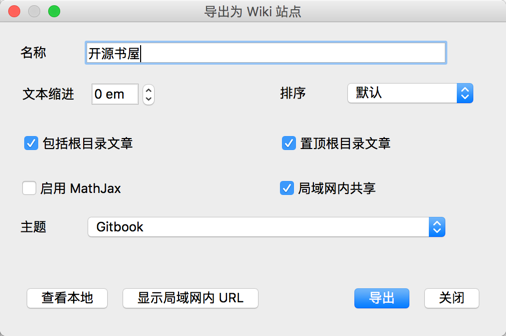 导出为 Wiki 站点
名称 开源书屋
文本缩进 0 em 排序 默认
包括根目录文章 置顶根目录文章
启用 MathJax 局域网内共享
主题 Gitbook
查看本地 显示局域网内 URL 导出 关闭